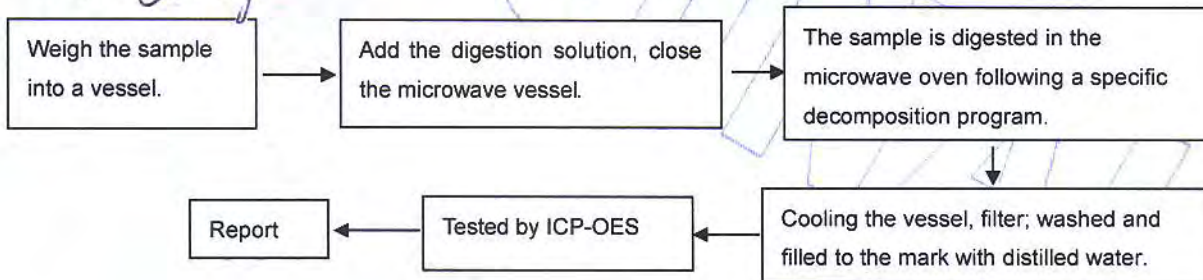 Weigh the sample
into a vessel.
Add the digestion solution, close
the microwave vessel.
The sample is digested in the
microwave oven following a specific
decomposition program.
Cooling the vessel, filter; washed and
filled to the mark with distilled water.
Tested by ICP-OES
Report